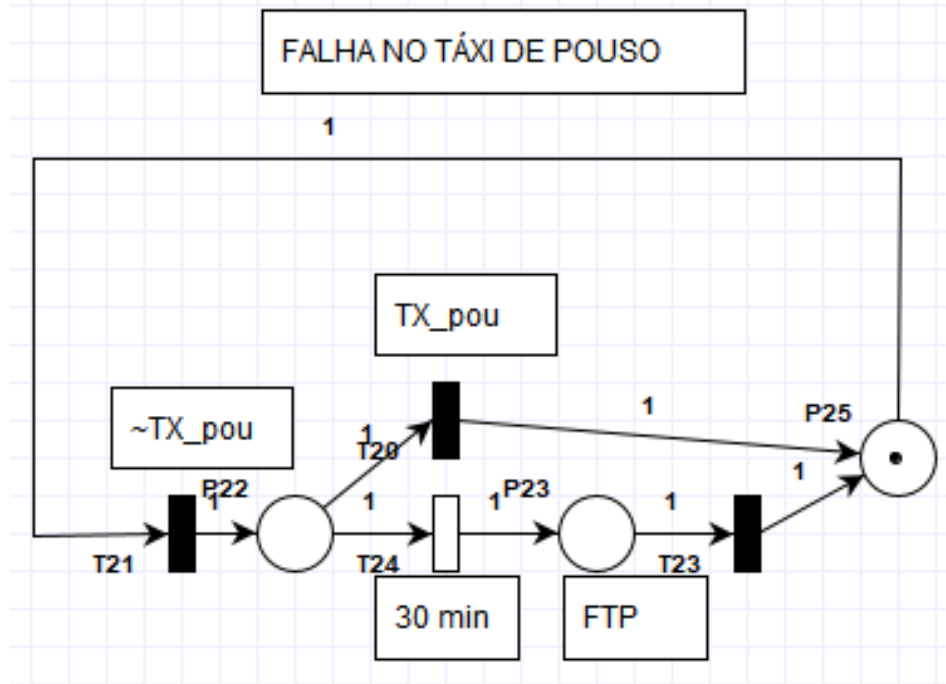 FALHA NO TÁXI DE POUSO
1
TX_pou
~TX_pou
1
T20
1
P25
P22
1
1
1
P23
1
1
T21
T24
T23
30 min
FTP